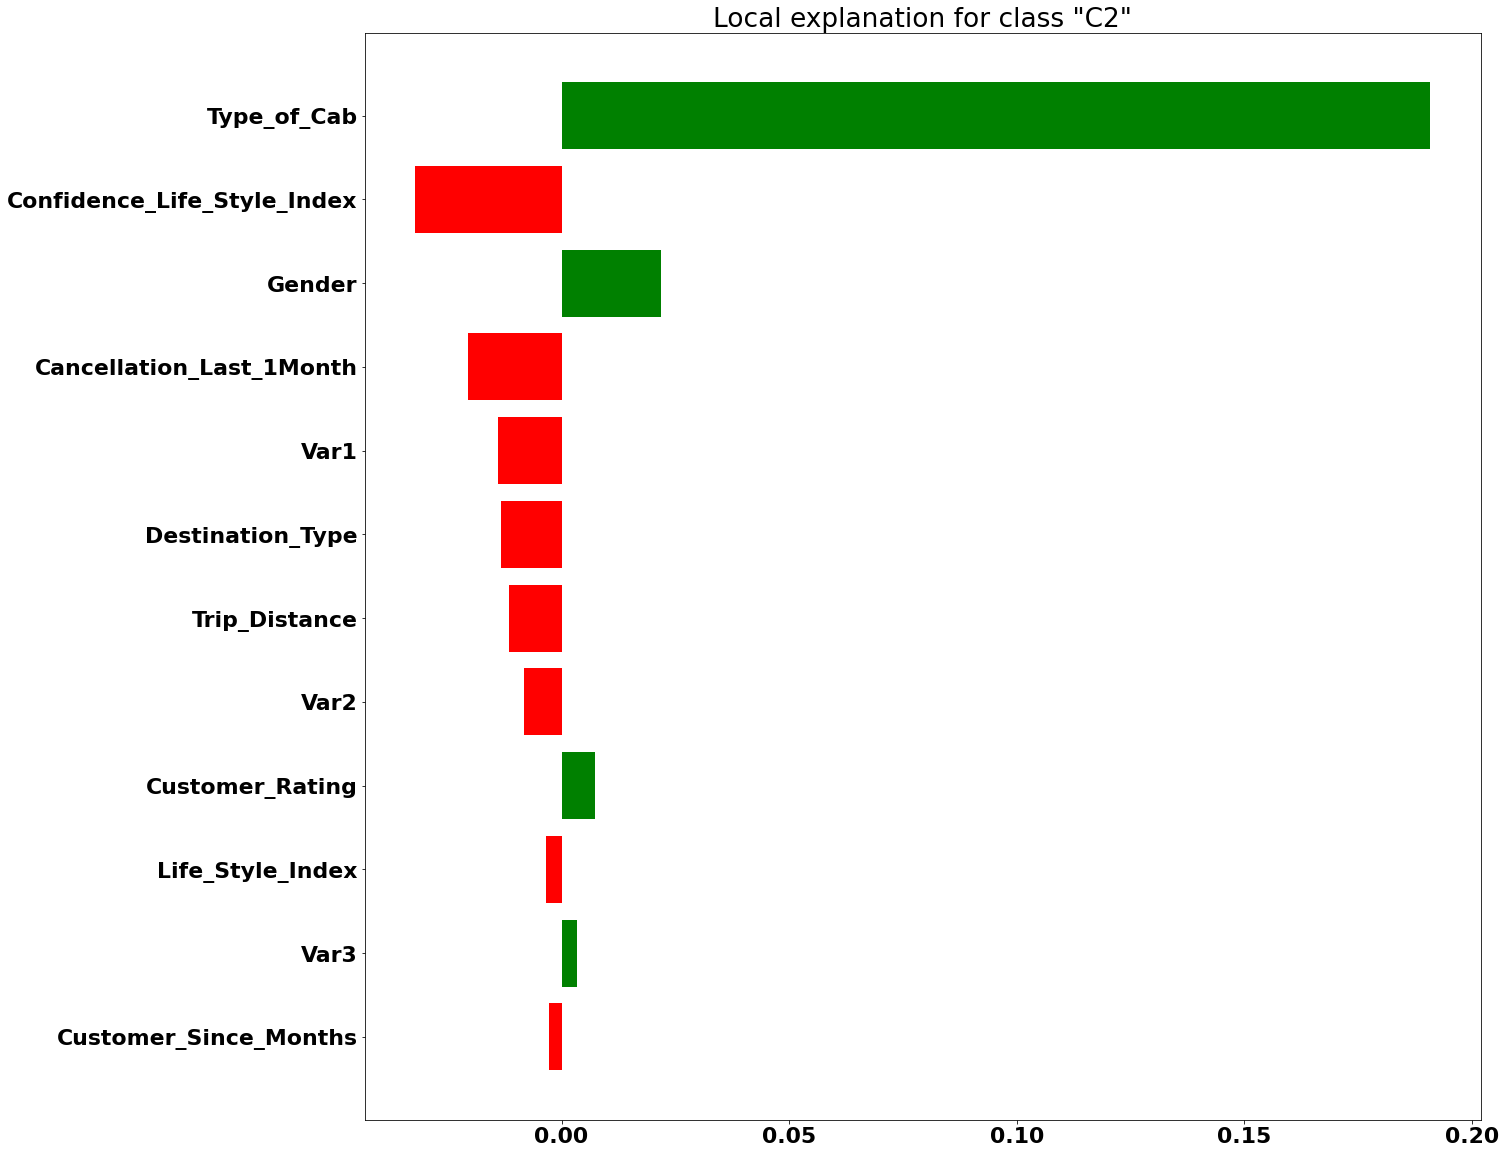 Local explanation for class "C2"
Type_of_Cab
Confidence_Life_Style_Index
Gender
Cancellation_Last_1Month
Var1
Destination_Type
Trip_Distance
Var2
Customer_Rating
Life_Style_Index
Var3
Customer_Since_Months
0.00 0.05 0.10 0.15 0.20